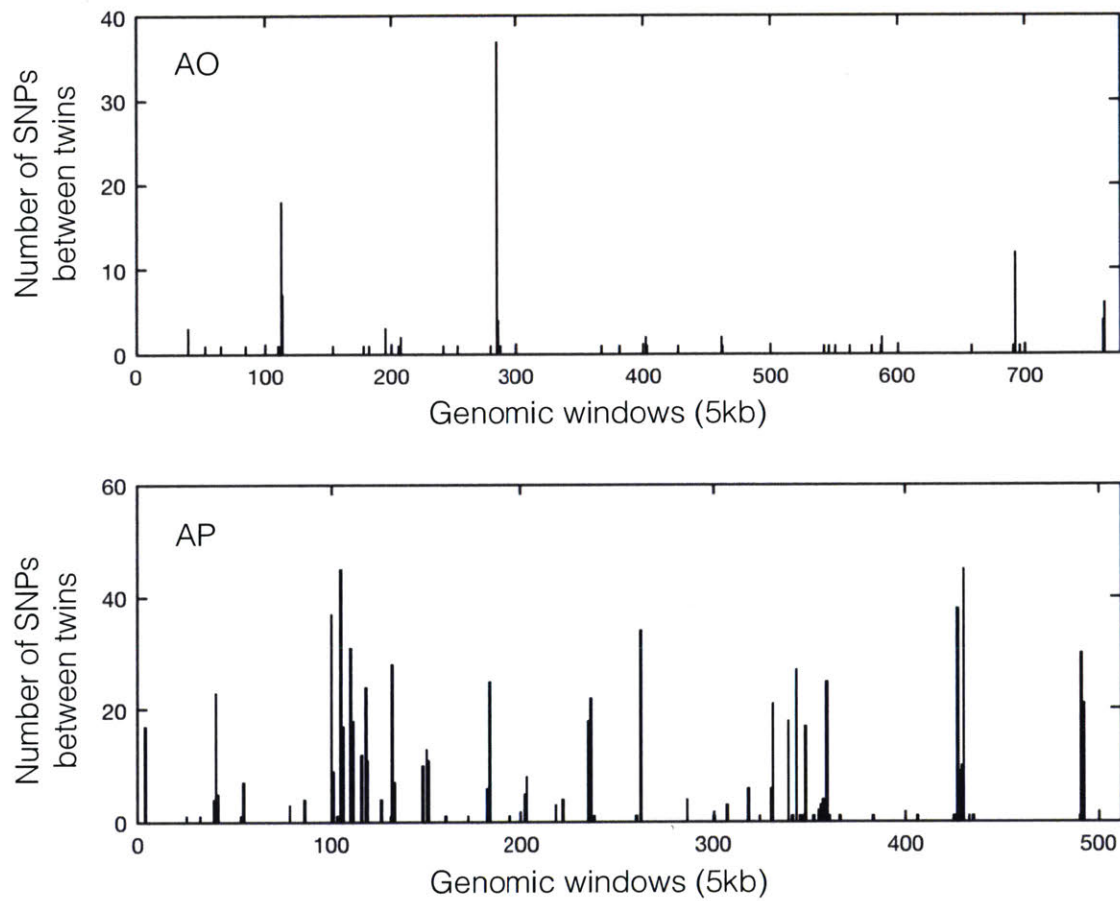 40
AO
30
20
10
0
Number of SNPs
between twins
0 100 200 300 400 500 600 700
Genomic windows (5kb)
60
AP
40
20
0
Number of SNPs
between twins
0 100 200 300 400 500
Genomic windows (5kb)